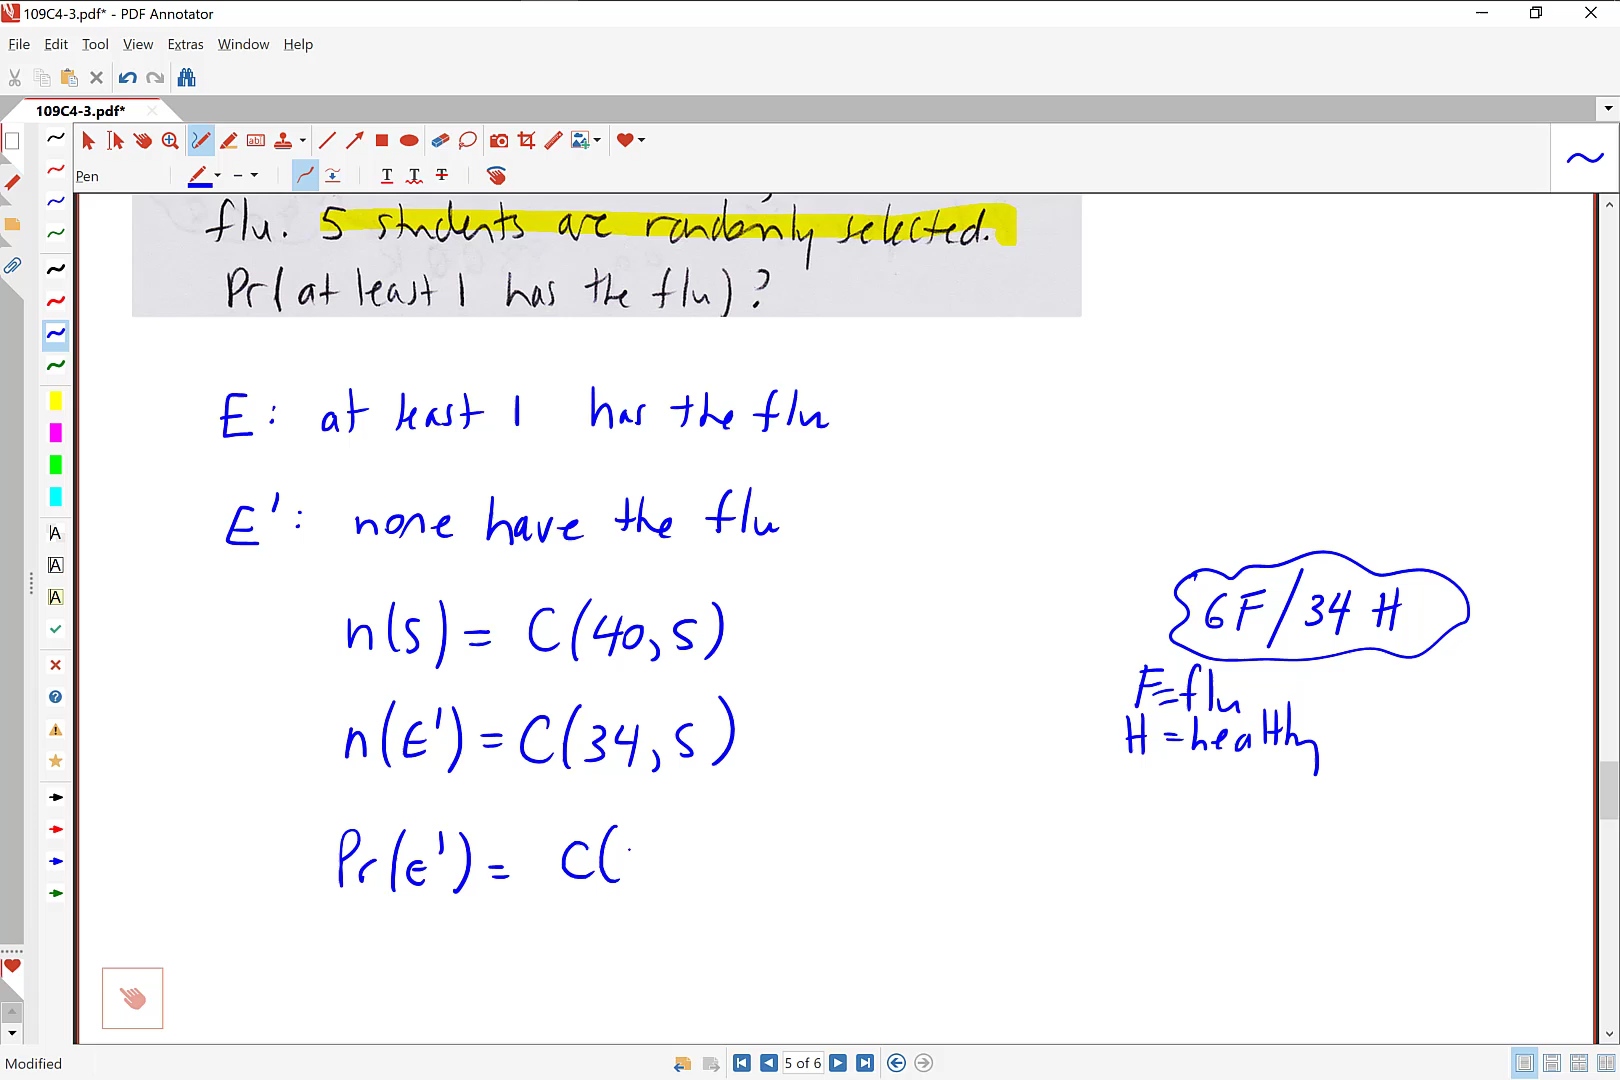 109C4-3.pdf* - PDF Annotator
File Edit Tool View Extras Window Help
109C4-3.pdf*
Pen
flu. 5 students are randomly selected.
Pr(at least 1 has the flu)?
E: at least 1 has the flu
E': none have the flu
n(S) = C(40,5)
6F/34 H
F=flu
n(E') = C(34,5)
H=healthy
Pr(E') = C(
Modified
5 of 6